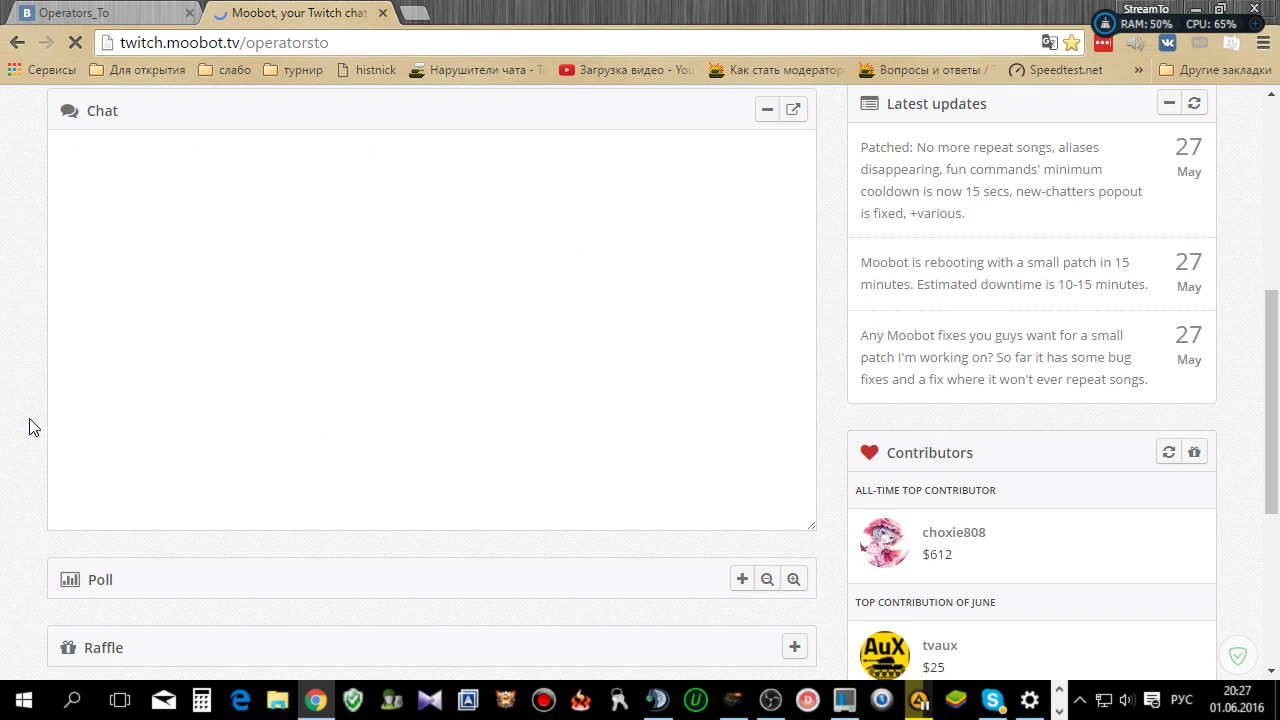 Operators_To
Moobot, your Twitch chat
StreamTo
RAM: 50% CPU: 65%
twitch.moobot.tv/operatorsto
Сервисы
Для открытия
слабо
турнир
histnick
Нарушители чата - Т
Загрузка видео - You
Как стать модератор
Вопросы и ответы / T
Speedtest.net
»
Другие закладки
Chat
Poll
Raffle
Latest updates
Patched: No more repeat songs, aliases
disappearing, fun commands' minimum
cooldown is now 15 secs, new-chatters popout
is fixed, +various.
27
May
Moobot is rebooting with a small patch in 15
minutes. Estimated downtime is 10-15 minutes.
27
May
Any Moobot fixes you guys want for a small
patch I'm working on? So far it has some bug
fixes and a fix where it won't ever repeat songs.
27
May
Contributors
ALL-TIME TOP CONTRIBUTOR
choxie808
$612
TOP CONTRIBUTION OF JUNE
AuX
tvaux
$25
РУС
20:27
01.06.2016